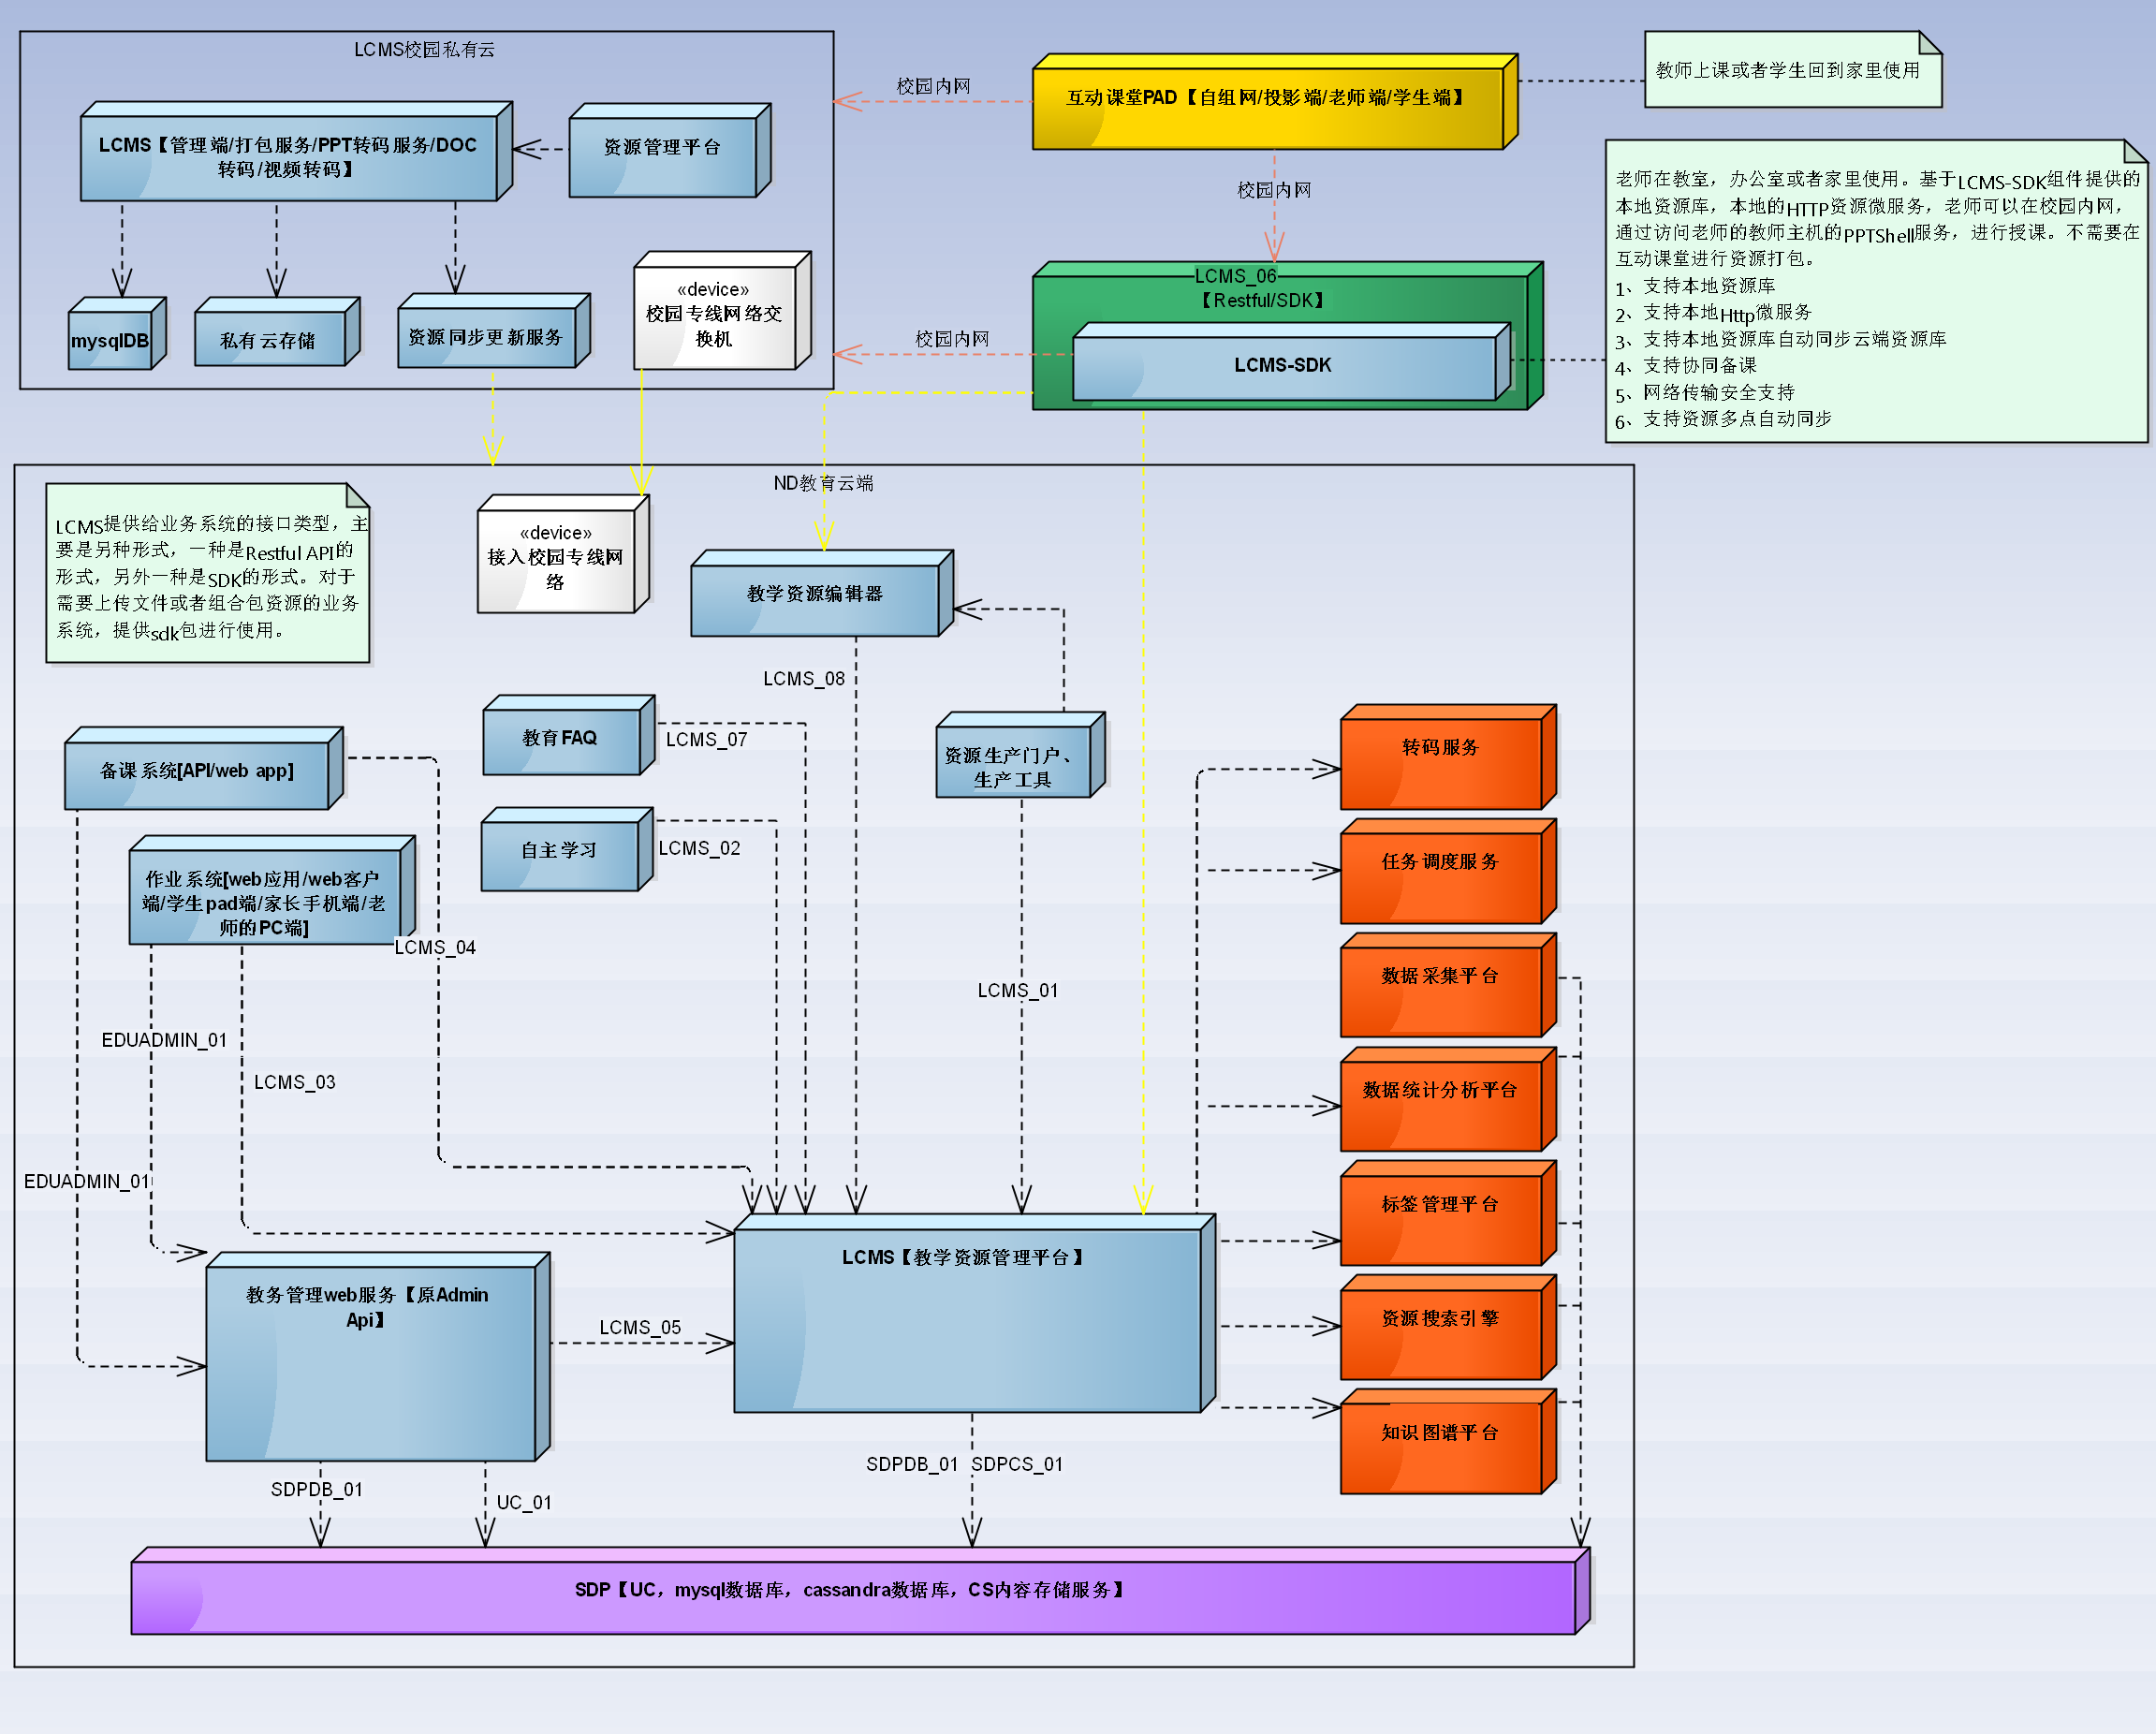 LCMS校园私有云
LCMS【管理端/打包服务/PPT转码服务/DOC
转码/视频转码】
资源管理平台
mysqlDB
私有云存储
资源同步更新服务
«device»
校园专线网络交
换机
校园内网
互动课堂PAD【自组网/投影端/老师端/学生端】
教师上课或者学生回到家里使用
校园内网
LCMS_06
【Restful/SDK】
校园内网
LCMS-SDK
老师在教室，办公室或者家里使用。基于LCMS-SDK组件提供的
本地资源库，本地的HTTP资源微服务，老师可以在校园内网，
通过访问老师的教师主机的PPTShell服务，进行授课。不需要在
互动课堂进行资源打包。
1、支持本地资源库
2、支持本地Http微服务
3、支持本地资源库自动同步云端资源库
4、支持协同备课
5、网络传输安全支持
6、支持资源多点自动同步
ND教育云端
LCMS提供给业务系统的接口类型，主
要是另种形式，一种是Restful API的
形式，另外一种是SDK的形式。对于
需要上传文件或者组合包资源的业务
系统，提供sdk包进行使用。
«device»
接入校园专线网
络
教学资源编辑器
LCMS_08
教育FAQ
LCMS_07
资源生产门户、
生产工具
备课系统[API/web app]
自主学习
LCMS_02
作业系统[web应用/web客户
端/学生pad端/家长手机端/老
师的PC端]
LCMS_04
LCMS_01
EDUADMIN_01
LCMS_03
EDUADMIN_01
转码服务
任务调度服务
数据采集平台
数据统计分析平台
标签管理平台
资源搜索引擎
知识图谱平台
LCMS【教学资源管理平台】
教务管理web服务【原Admin
Api】
LCMS_05
SDPDB_01
UC_01
SDPDB_01
SDPCS_01
SDP【UC，mysql数据库，cassandra数据库，CS内容存储服务】